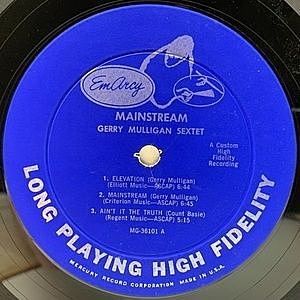 EmArcy
MAINSTREAM
GERRY MULLIGAN SEXTET
A Custom
High
Fidelity
Recording
1. ELEVATION (Gerry Mulligan)
(Elliott Music—ASCAP) 6:44
2. MAINSTREAM (Gerry Mulligan)
(Criterion Music—ASCAP) 6:45
3. AIN'T IT THE TRUTH (Count Basie)
(Regent Music—ASCAP) 5:15
MG-36101 A
LONG PLAYING HIGH FIDELITY
MERCURY RECORD CORPORATION MADE IN U.S.A.